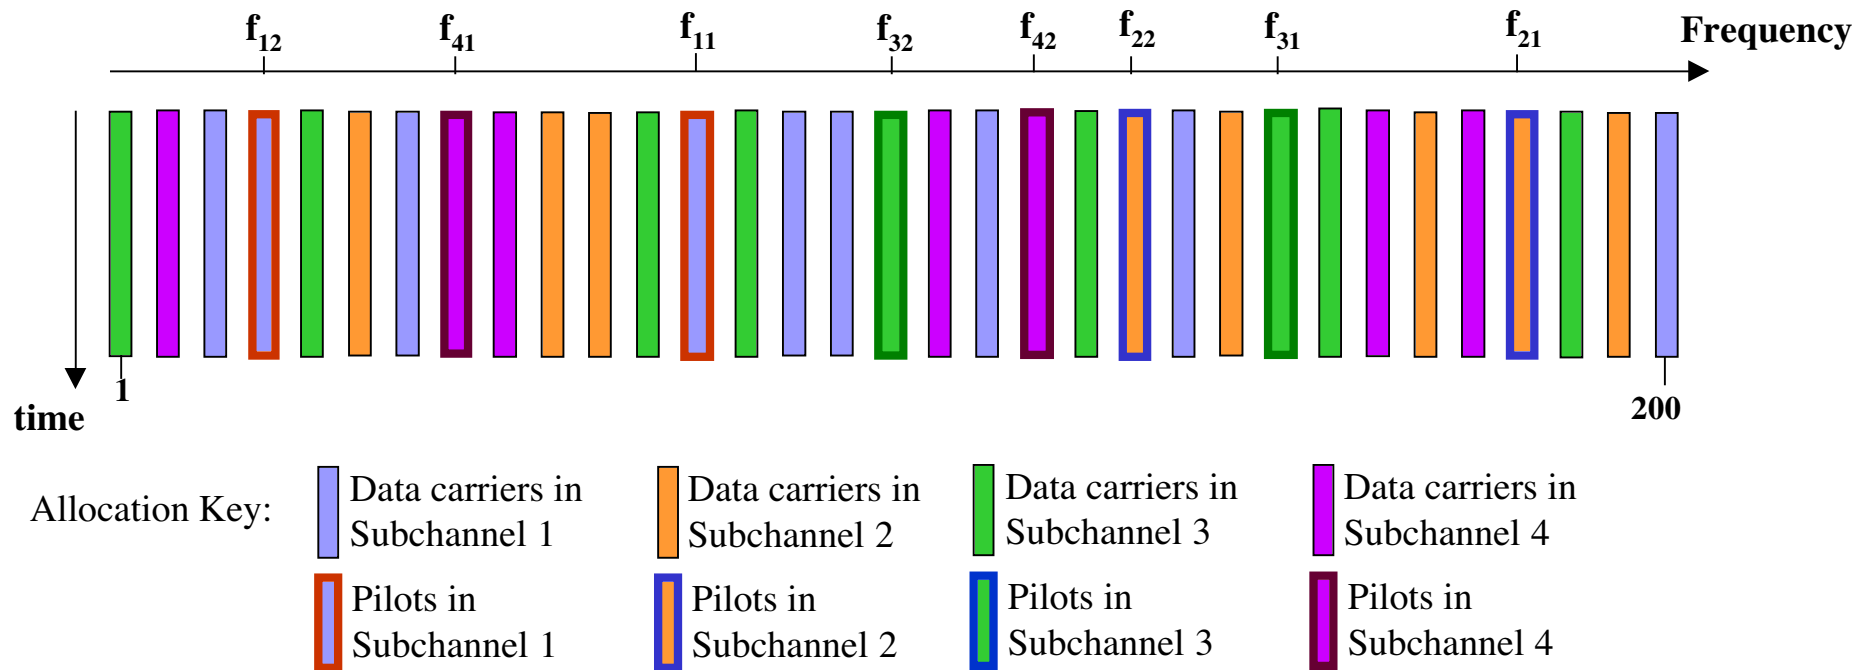 f12 f41 f11 f32 f42 f22 f31 f21 Frequency
1
200
time
Allocation Key:
Data carriers in
Subchannel 1
Data carriers in
Subchannel 2
Data carriers in
Subchannel 3
Data carriers in
Subchannel 4
Pilots in
Subchannel 1
Pilots in
Subchannel 2
Pilots in
Subchannel 3
Pilots in
Subchannel 4